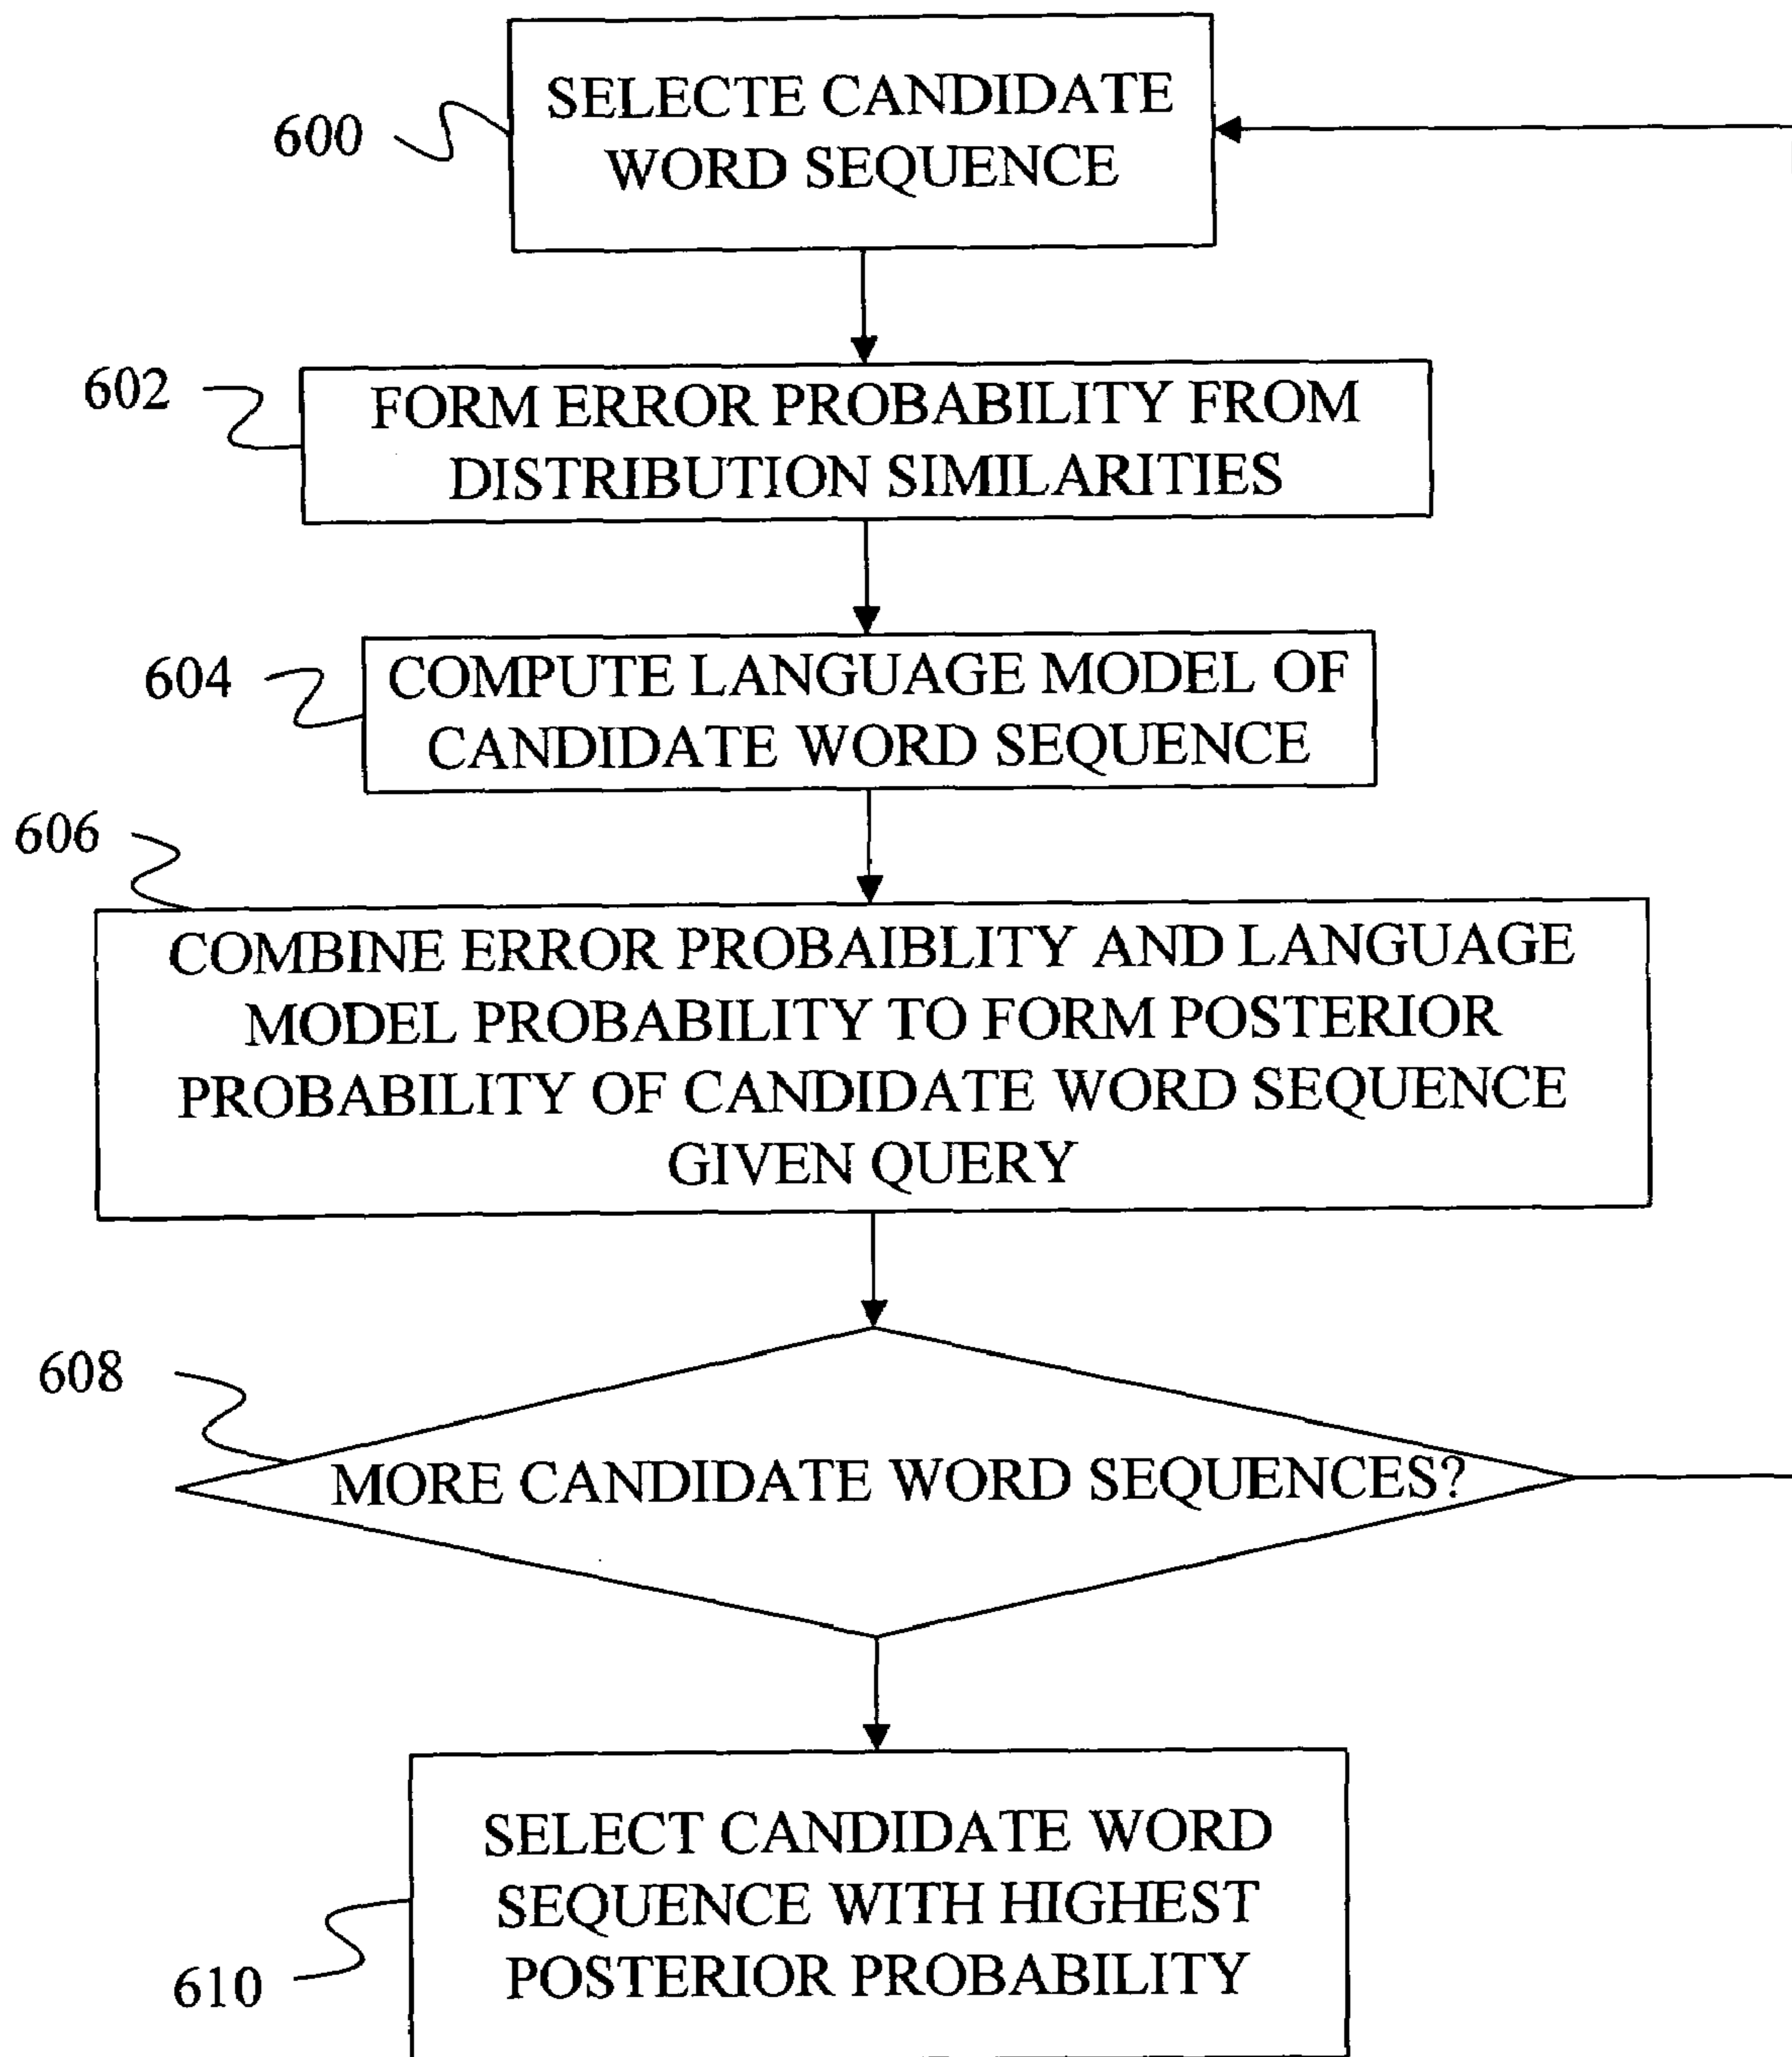 600
SELECTE CANDIDATE
WORD SEQUENCE
602
FORM ERROR PROBABILITY FROM
DISTRIBUTION SIMILARITIES
604
COMPUTE LANGUAGE MODEL OF
CANDIDATE WORD SEQUENCE
606
COMBINE ERROR PROBAIBLITY AND LANGUAGE
MODEL PROBABILITY TO FORM POSTERIOR
PROBABILITY OF CANDIDATE WORD SEQUENCE
GIVEN QUERY
608
MORE CANDIDATE WORD SEQUENCES?
SELECT CANDIDATE WORD
SEQUENCE WITH HIGHEST
POSTERIOR PROBABILITY
610